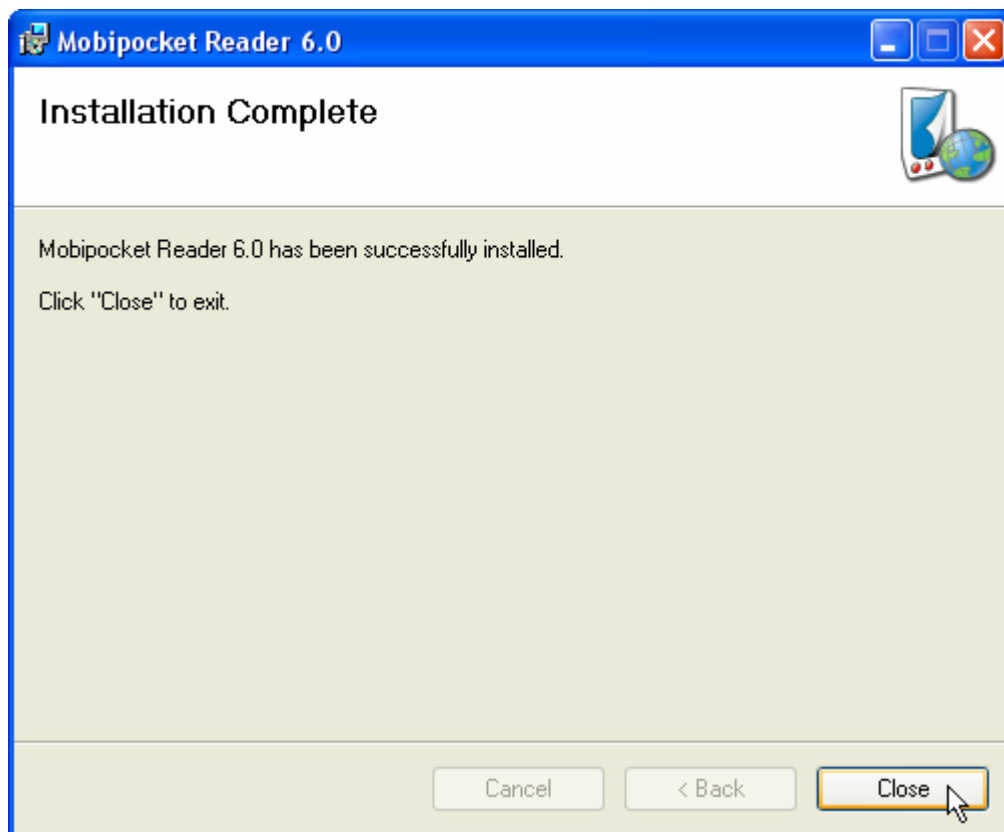 Mobipocket Reader 6.0
Installation Complete
Mobipocket Reader 6.0 has been successfully installed.
Click "Close" to exit.
Cancel
< Back
Close